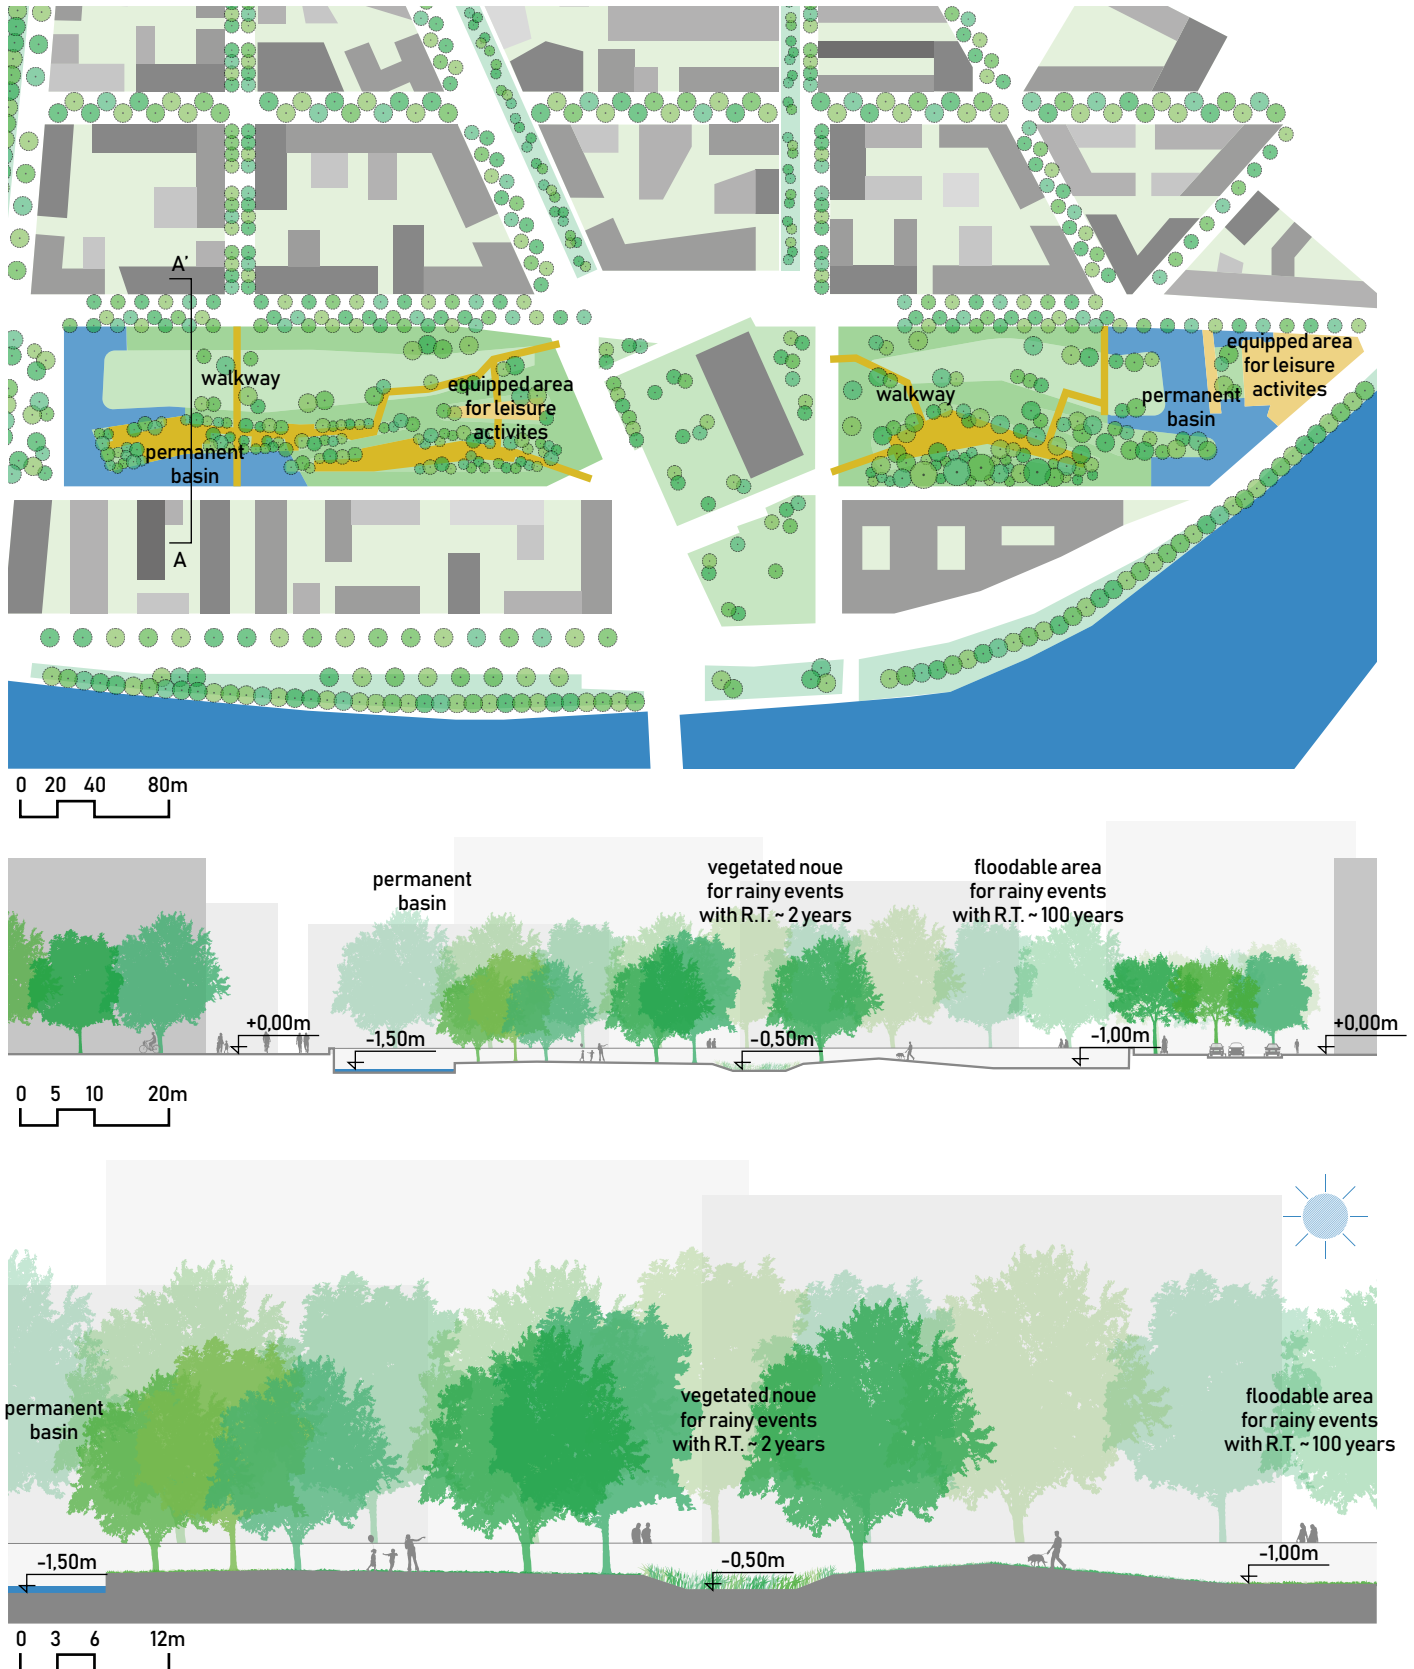 A'
walkway
equipped area
for leisure
activites
permanent
basin
A
walkway
permanent
basin
equipped area
for leisure
activites
0 20 40 80m
permanent
basin
vegetated noue
for rainy events
with R.T. ~ 2 years
floodable area
for rainy events
with R.T. ~ 100 years
+0,00m
-1,50m
-0,50m
-1,00m
+0,00m
0 5 10 20m
permanent
basin
vegetated noue
for rainy events
with R.T. ~ 2 years
floodable area
for rainy events
with R.T. ~ 100 years
-1,50m
-0,50m
-1,00m
0 3 6 12m